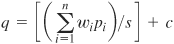 q = [(∑_{i=1}^{n} w_i p_i)/s] + c